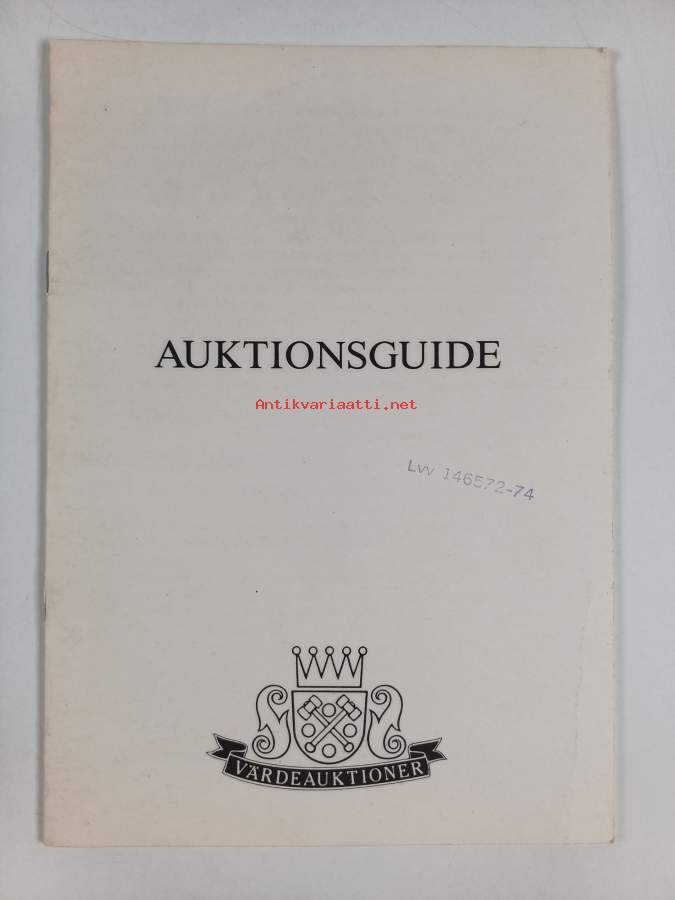 AUKTIONSGUIDE
Antikvariaatti.net
Lvv 146572-74
VÄRDEAUKTIONER